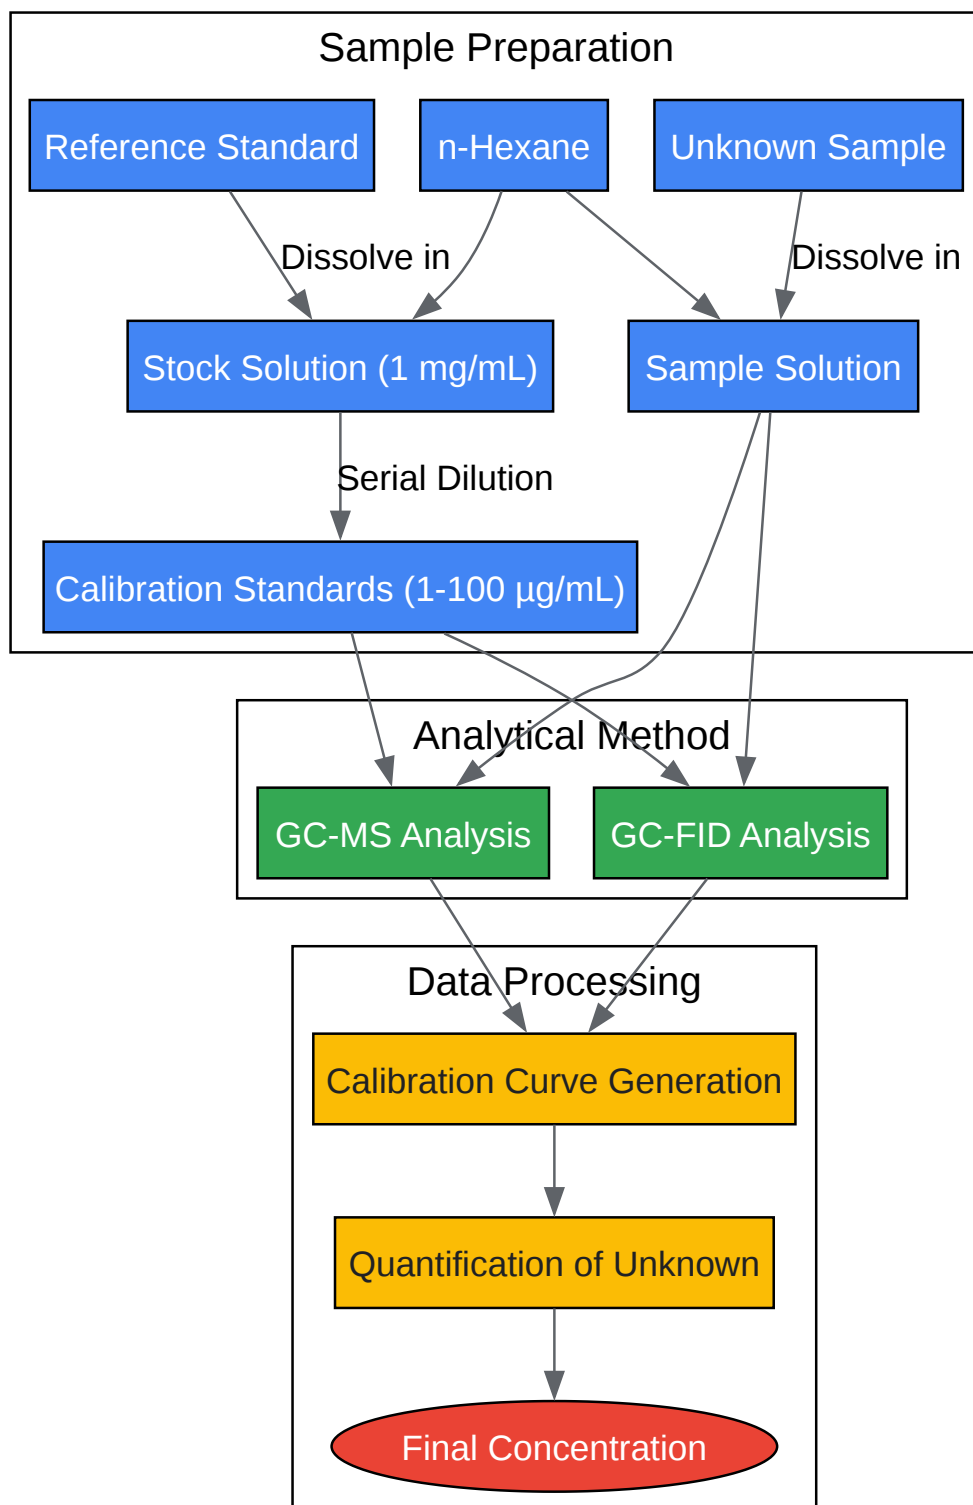 Sample Preparation
Reference Standard
n-Hexane
Unknown Sample
Dissolve in
Dissolve in
Stock Solution (1 mg/mL)
Sample Solution
Serial Dilution
Calibration Standards (1-100 µg/mL)
Analytical Method
GC-MS Analysis
GC-FID Analysis
Data Processing
Calibration Curve Generation
Quantification of Unknown
Final Concentration